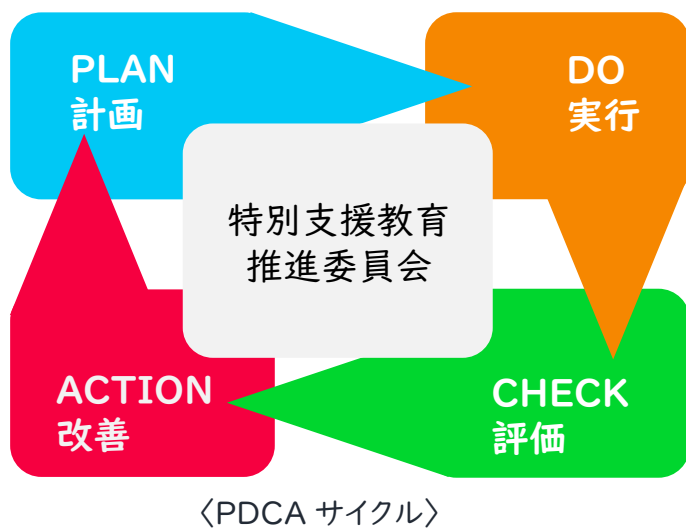 PLAN
計画
DO
実行
特別支援教育
推進委員会
ACTION
改善
CHECK
評価
〈PDCA サイクル〉